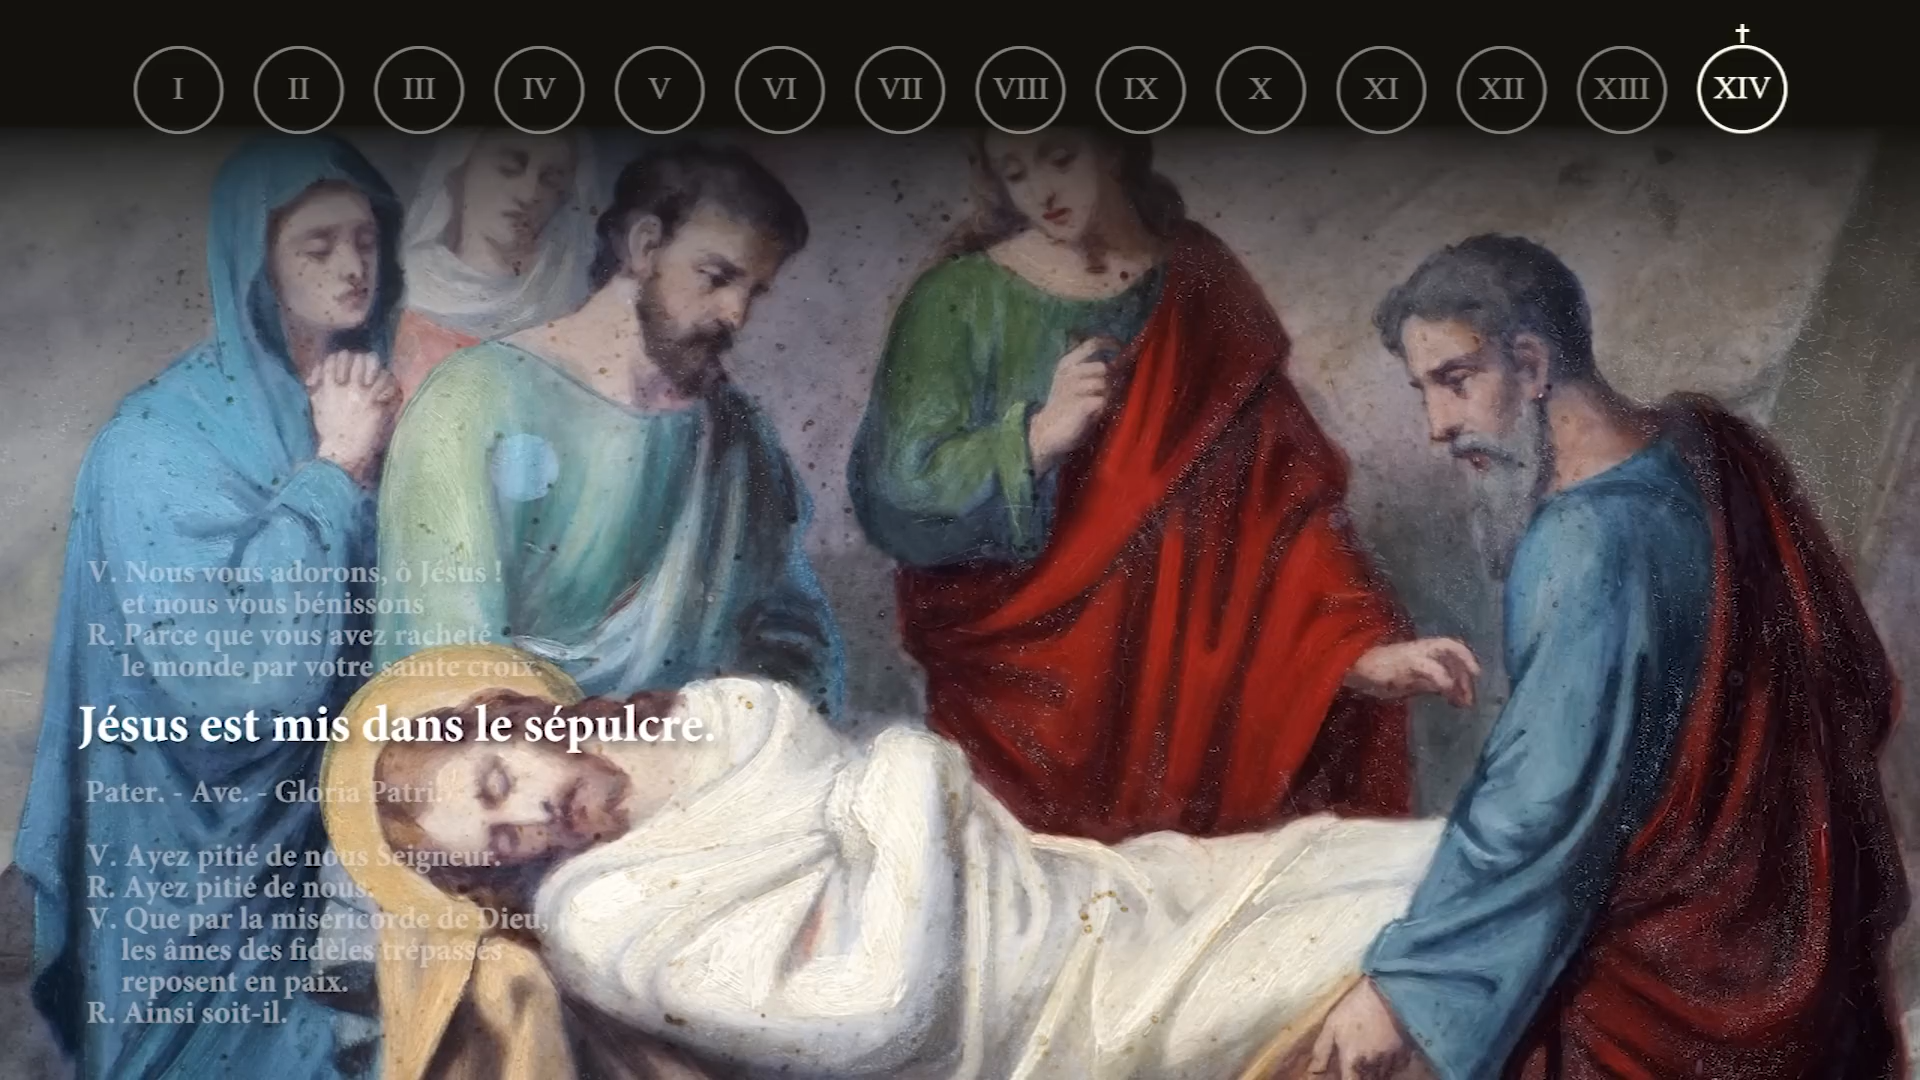 I II III IV V VI VII VIII IX X XI XII XIII XIV
V. Nous vous adorons, ô Jésus !
et nous vous bénissons
R. Parce que vous avez racheté
le monde par votre sainte croix.
Jésus est mis dans le sépulcre.
Pater. - Ave. - Gloria Patri.
V. Ayez pitié de nous Seigneur.
R. Ayez pitié de nous.
V. Que par la miséricorde de Dieu,
les âmes des fidèles trépassés
reposent en paix.
R. Ainsi soit-il.